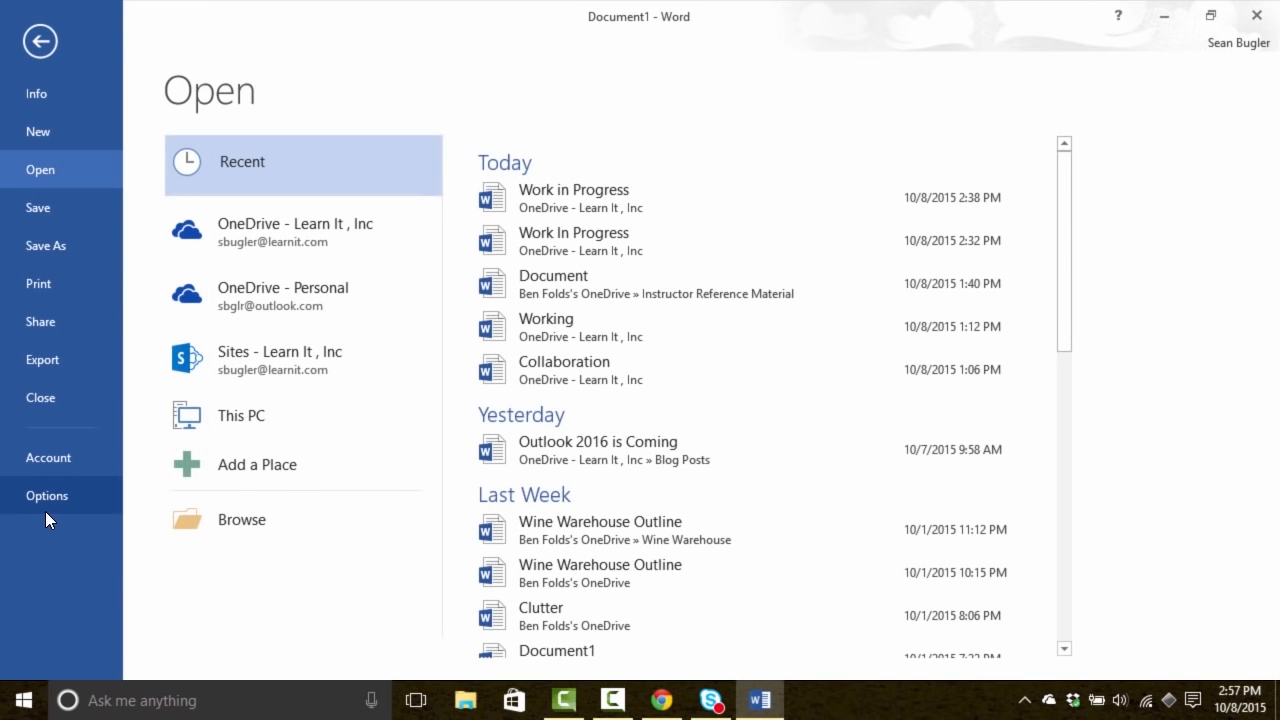 Document1 - Word
?
Sean Bugler
Info
New
Open
Save
Save As
Print
Share
Export
Close
Account
Options
Open
Recent
OneDrive - Learn It , Inc
sbugler@learnit.com
OneDrive - Personal
sbglr@outlook.com
Sites - Learn It , Inc
sbugler@learnit.com
This PC
Add a Place
Browse
Today
Work in Progress
OneDrive - Learn It , Inc
10/8/2015 2:38 PM
Work In Progress
OneDrive - Learn It , Inc
10/8/2015 2:32 PM
Document
Ben Folds's OneDrive » Instructor Reference Material
10/8/2015 1:40 PM
Working
OneDrive - Learn It , Inc
10/8/2015 1:12 PM
Collaboration
OneDrive - Learn It , Inc
10/8/2015 1:06 PM
Yesterday
Outlook 2016 is Coming
OneDrive - Learn It , Inc » Blog Posts
10/7/2015 9:58 AM
Last Week
Wine Warehouse Outline
Ben Folds's OneDrive » Wine Warehouse
10/1/2015 11:12 PM
Wine Warehouse Outline
Ben Folds's OneDrive
10/1/2015 10:15 PM
Clutter
Ben Folds's OneDrive
10/1/2015 8:06 PM
Document1
Ask me anything
2:57 PM
10/8/2015